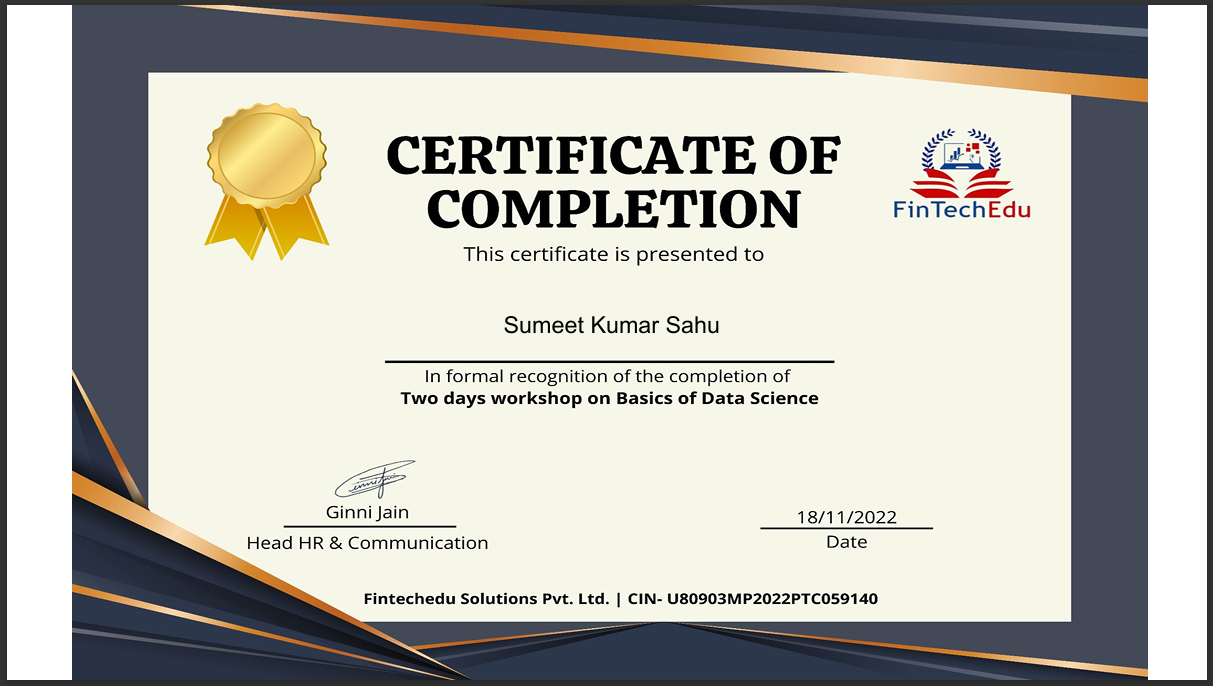 CERTIFICATE OF
COMPLETION
FinTechEdu
This certificate is presented to
Sumeet Kumar Sahu
In formal recognition of the completion of
Two days workshop on Basics of Data Science
Ginni Jain
Head HR & Communication
18/11/2022
Date
Fintechedu Solutions Pvt. Ltd. | CIN- U80903MP2022PTC059140